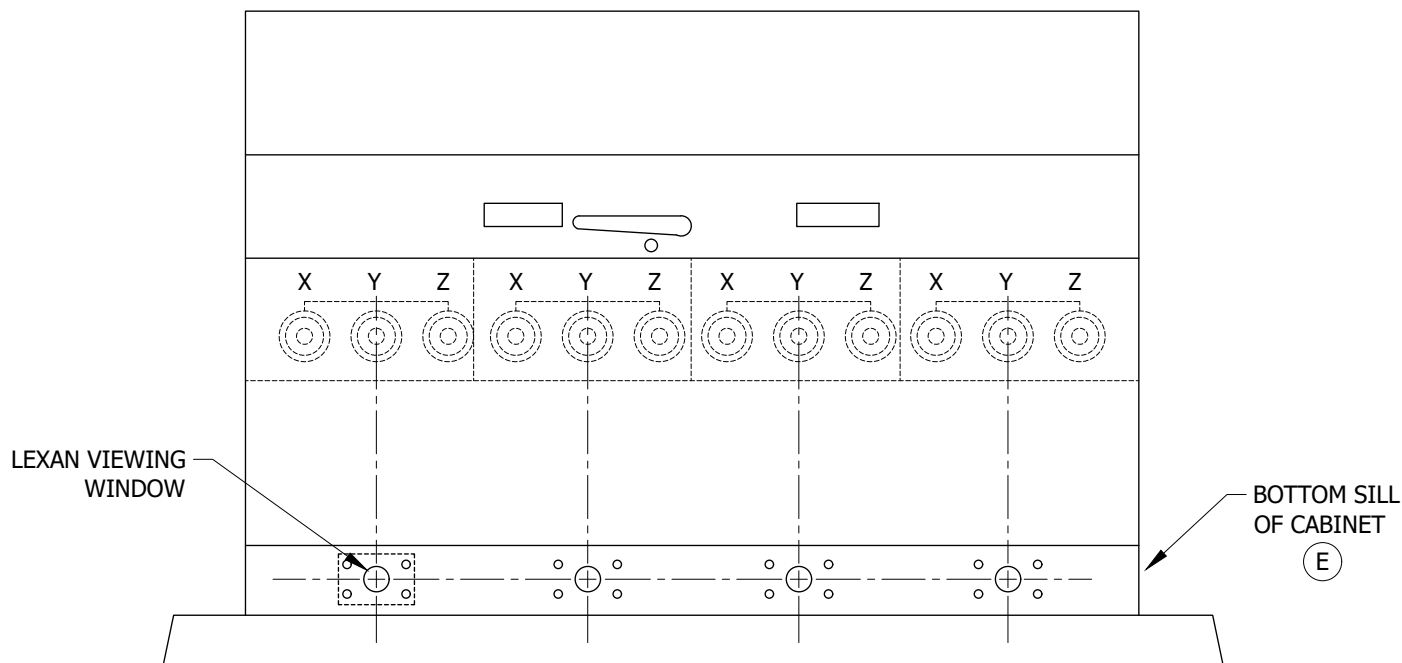 X Y Z X Y Z X Y Z X Y Z
LEXAN VIEWING
WINDOW
BOTTOM SILL
OF CABINET
E